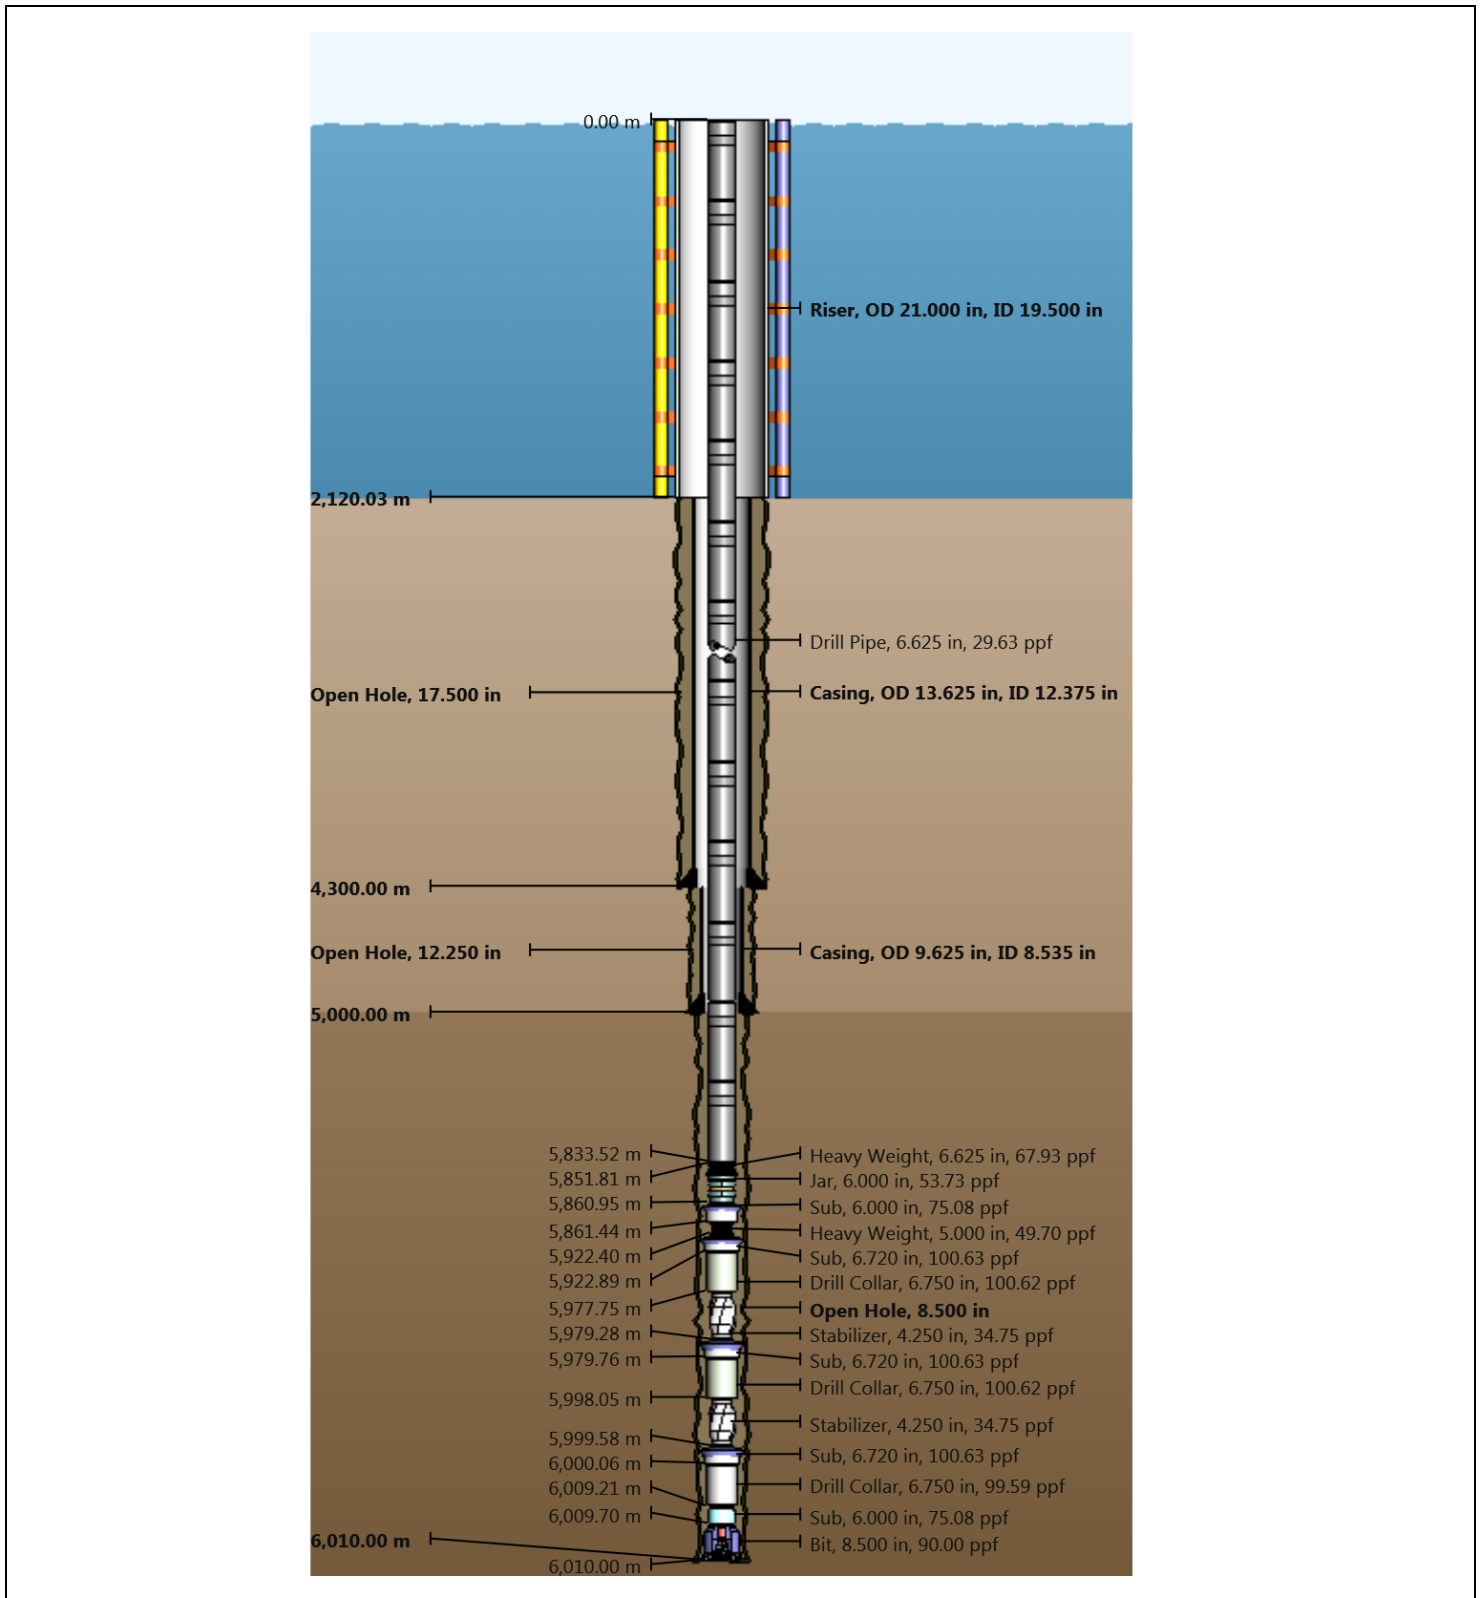 0.00 m
Riser, OD 21.000 in, ID 19.500 in
2,120.03 m
Drill Pipe, 6.625 in, 29.63 ppf
Open Hole, 17.500 in
Casing, OD 13.625 in, ID 12.375 in
4,300.00 m
Open Hole, 12.250 in
Casing, OD 9.625 in, ID 8.535 in
5,000.00 m
5,833.52 m
Heavy Weight, 6.625 in, 67.93 ppf
5,851.81 m
Jar, 6.000 in, 53.73 ppf
5,860.95 m
Sub, 6.000 in, 75.08 ppf
5,861.44 m
Heavy Weight, 5.000 in, 49.70 ppf
5,922.40 m
Sub, 6.720 in, 100.63 ppf
5,922.89 m
Drill Collar, 6.750 in, 100.62 ppf
5,977.75 m
Open Hole, 8.500 in
5,979.28 m
Stabilizer, 4.250 in, 34.75 ppf
5,979.76 m
Sub, 6.720 in, 100.63 ppf
Drill Collar, 6.750 in, 100.62 ppf
5,998.05 m
Stabilizer, 4.250 in, 34.75 ppf
5,999.58 m
Sub, 6.720 in, 100.63 ppf
6,000.06 m
Drill Collar, 6.750 in, 99.59 ppf
6,009.21 m
6,009.70 m
Sub, 6.000 in, 75.08 ppf
6,010.00 m
Bit, 8.500 in, 90.00 ppf
6,010.00 m